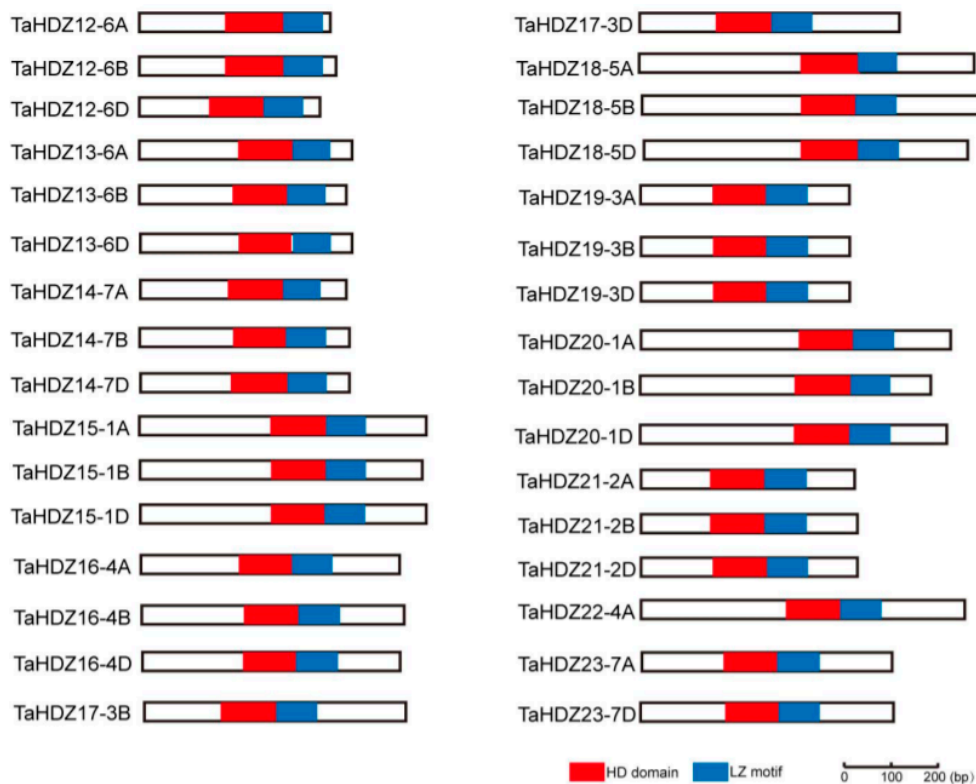 TaHDZ12-6A
TaHDZ12-6B
TaHDZ12-6D
TaHDZ13-6A
TaHDZ13-6B
TaHDZ13-6D
TaHDZ14-7A
TaHDZ14-7B
TaHDZ14-7D
TaHDZ15-1A
TaHDZ15-1B
TaHDZ15-1D
TaHDZ16-4A
TaHDZ16-4B
TaHDZ16-4D
TaHDZ17-3B
TaHDZ17-3D
TaHDZ18-5A
TaHDZ18-5B
TaHDZ18-5D
TaHDZ19-3A
TaHDZ19-3B
TaHDZ19-3D
TaHDZ20-1A
TaHDZ20-1B
TaHDZ20-1D
TaHDZ21-2A
TaHDZ21-2B
TaHDZ21-2D
TaHDZ22-4A
TaHDZ23-7A
TaHDZ23-7D
HD domain LZ motif 0 100 200 (bp)